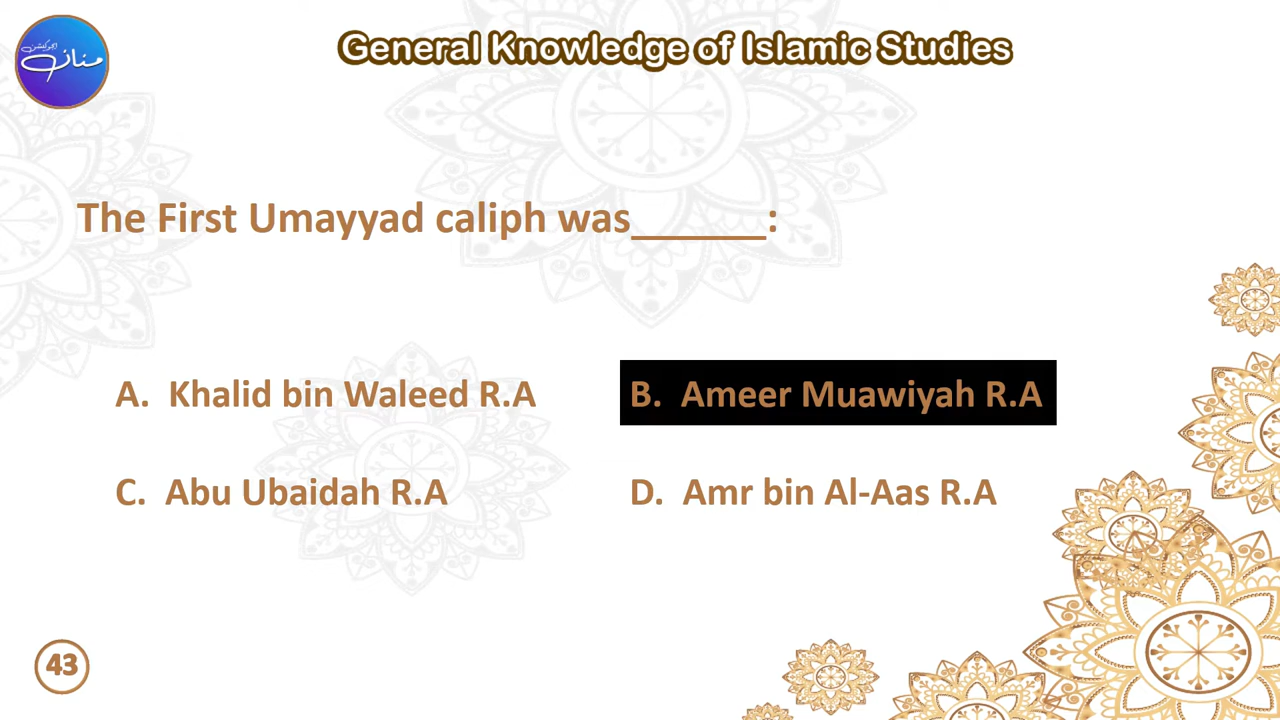 ایجوکیشن
General Knowledge of Islamic Studies
The First Umayyad caliph was______:
A. Khalid bin Waleed R.A
B. Ameer Muawiyah R.A
C. Abu Ubaidah R.A
D. Amr bin Al-Aas R.A
43